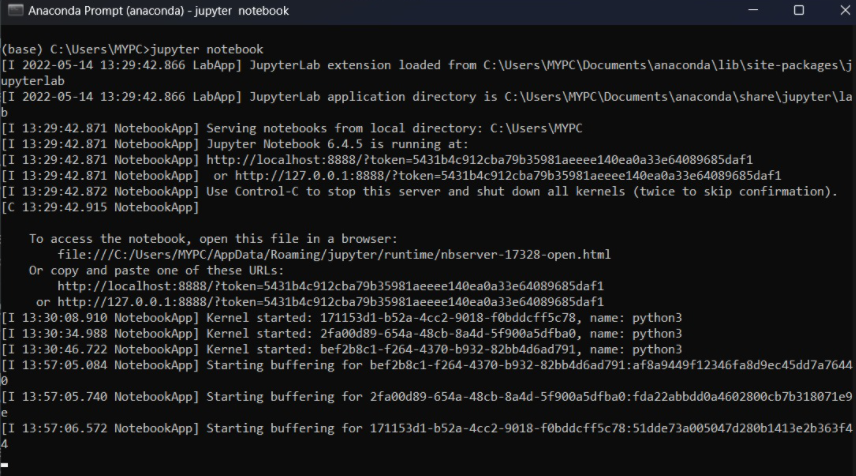 Anaconda Prompt (anaconda) - jupyter  notebook
(base) C:\Users\MYPC>jupyter notebook
[I 2022-05-14 13:29:42.866 LabApp] JupyterLab extension loaded from C:\Users\MYPC\Documents\anaconda\lib\site-packages\j
upyterlab
[I 2022-05-14 13:29:42.866 LabApp] JupyterLab application directory is C:\Users\MYPC\Documents\anaconda\share\jupyter\la
b
[I 13:29:42.871 NotebookApp] Serving notebooks from local directory: C:\Users\MYPC
[I 13:29:42.871 NotebookApp] Jupyter Notebook 6.4.5 is running at:
[I 13:29:42.871 NotebookApp] http://localhost:8888/?token=5431b4c912cba79b35981aeeee140ea0a33e64089685daf1
[I 13:29:42.871 NotebookApp]  or http://127.0.0.1:8888/?token=5431b4c912cba79b35981aeeee140ea0a33e64089685daf1
[I 13:29:42.872 NotebookApp] Use Control-C to stop this server and shut down all kernels (twice to skip confirmation).
[C 13:29:42.915 NotebookApp]
    To access the notebook, open this file in a browser:
        file:///C:/Users/MYPC/AppData/Roaming/jupyter/runtime/nbserver-17328-open.html
    Or copy and paste one of these URLs:
        http://localhost:8888/?token=5431b4c912cba79b35981aeeee140ea0a33e64089685daf1
     or http://127.0.0.1:8888/?token=5431b4c912cba79b35981aeeee140ea0a33e64089685daf1
[I 13:30:08.910 NotebookApp] Kernel started: 171153d1-b52a-4cc2-9018-f0bddcff5c78, name: python3
[I 13:30:34.988 NotebookApp] Kernel started: 2fa00d89-654a-48cb-8a4d-5f900a5dfba0, name: python3
[I 13:30:46.722 NotebookApp] Kernel started: bef2b8c1-f264-4370-b932-82bb4d6ad791, name: python3
[I 13:57:05.084 NotebookApp] Starting buffering for bef2b8c1-f264-4370-b932-82bb4d6ad791:af8a9449f12346fa8d9ec45dd7a7644
0
[I 13:57:05.740 NotebookApp] Starting buffering for 2fa00d89-654a-48cb-8a4d-5f900a5dfba0:fda22abbdd0a4602800cb7b318071e9
e
[I 13:57:06.572 NotebookApp] Starting buffering for 171153d1-b52a-4cc2-9018-f0bddcff5c78:51dde73a005047d280b1413e2b363f4
4